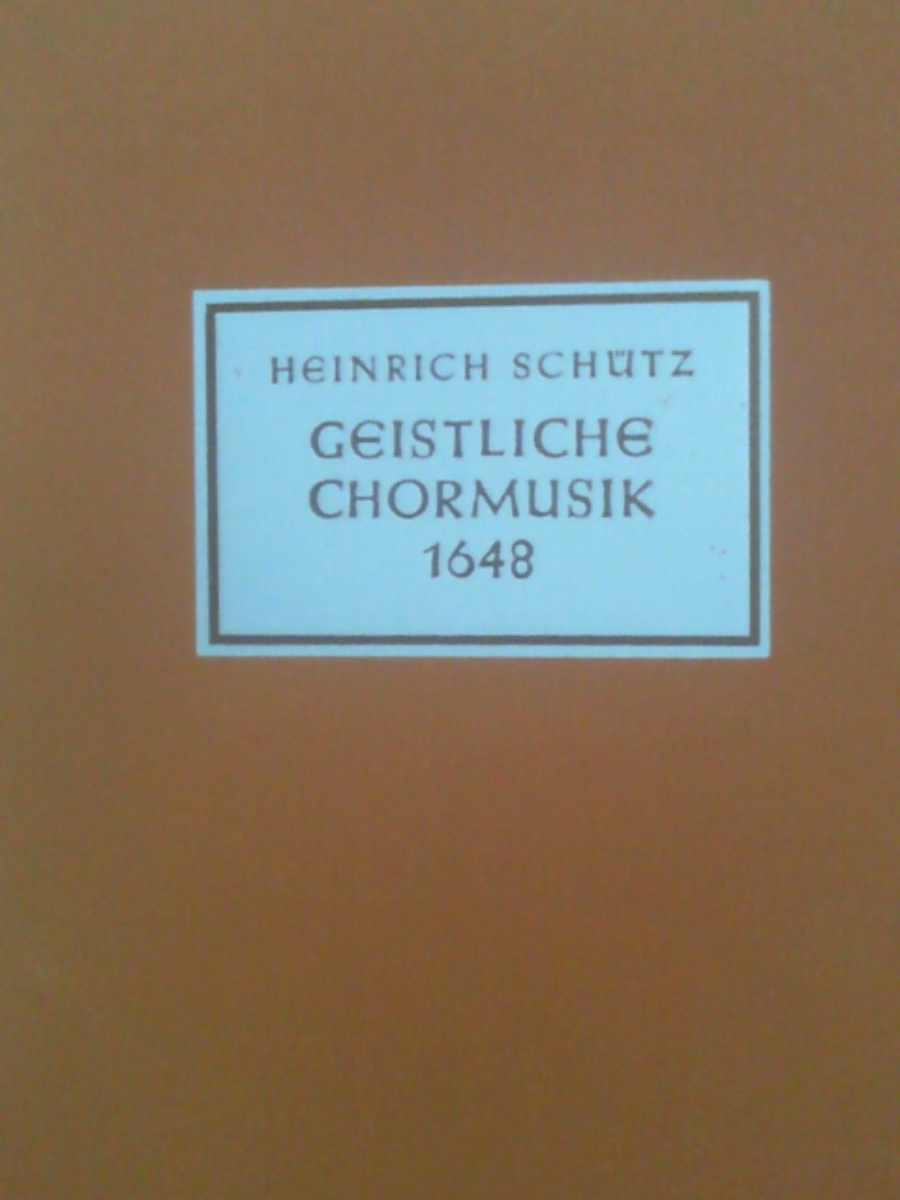 HEINRICH SCHÜTZ
GEISTLICHE
CHORMUSIK
1648